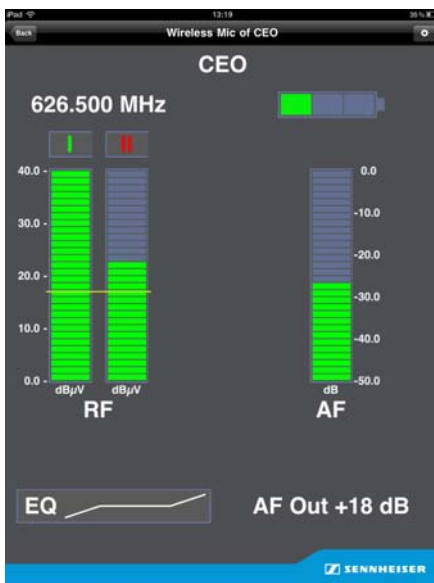 iPad 13:19 36%
Back Wireless Mic of CEO
CEO
626.500 MHz
I II
40.0 - 0.0
-10.0
30.0 -
-20.0
20.0 -
-30.0
10.0 -
-40.0
0.0 - -50.0
dBµV dBµV dB
RF AF
EQ AF Out +18 dB
SENNHEISER